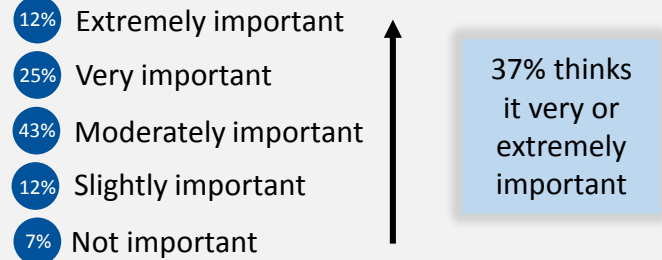 12% Extremely important
25% Very important
43% Moderately important
12% Slightly important
7% Not important
37% thinks
it very or
extremely
important